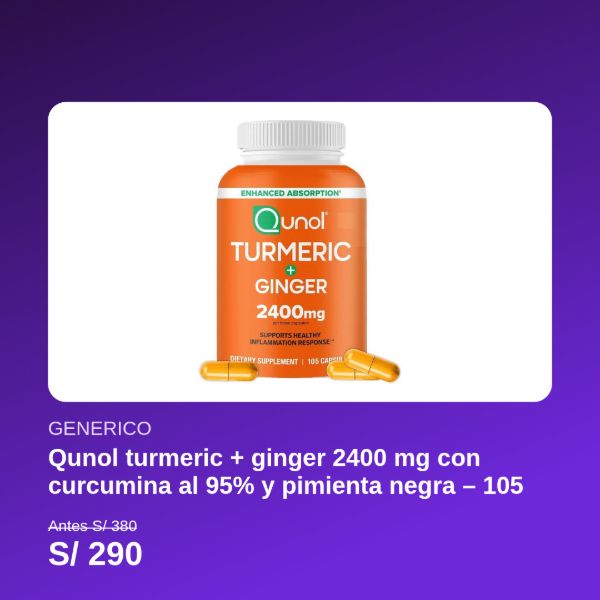 ENHANCED ABSORPTION*
Qunol®
TURMERIC
+
GINGER
2400mg
SUPPORTS HEALTHY
INFLAMMATION RESPONSE**
DIETARY SUPPLEMENT | 105
GENERICO
Qunol turmeric + ginger 2400 mg con
curcumina al 95% y pimienta negra – 105
Antes S/ 380
S/ 290